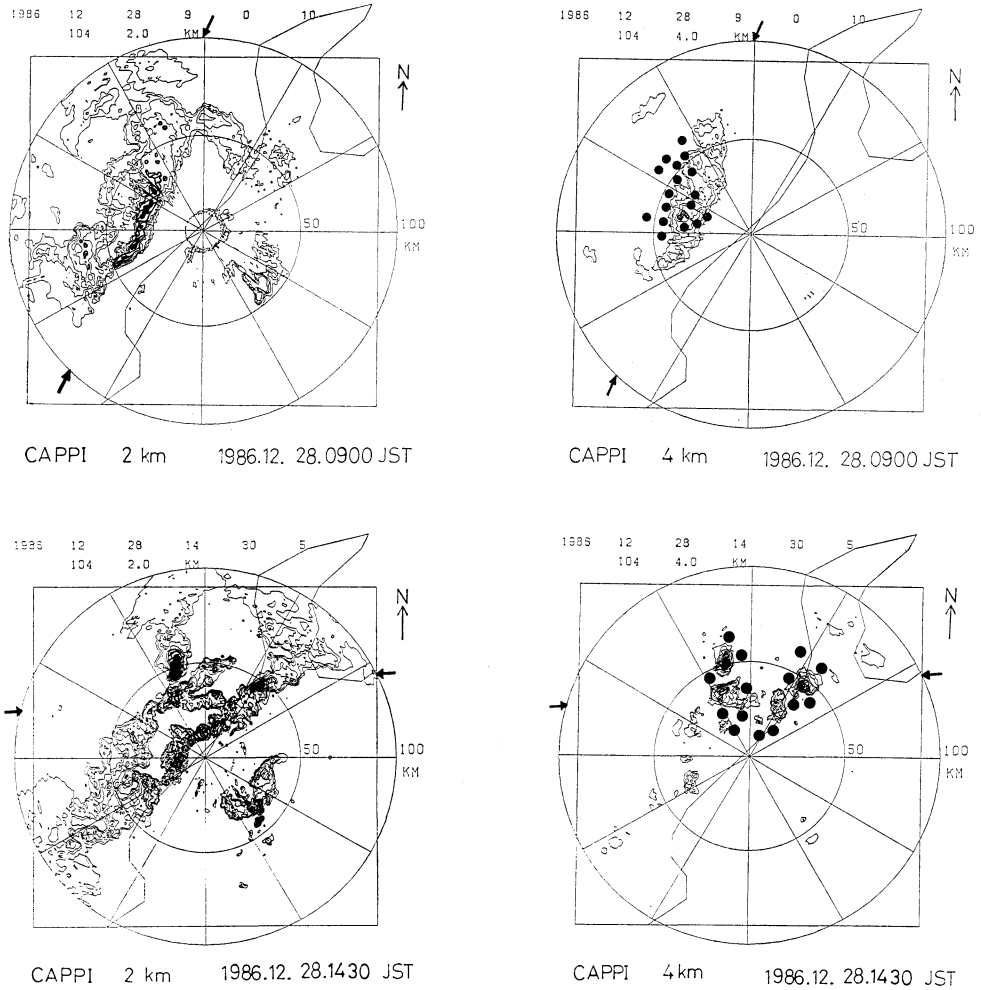 1986 12 28 9 0 10
104 2.0 KM
N
50
100
KM
CAPPI 2 km 1986.12. 28.0900 JST
1986 12 28 9 0 10
104 4.0 KM
N
50
100
KM
CAPPI 4 km 1986.12. 28.0900 JST
1986 12 28 14 30 5
104 2.0 KM
N
50
100
KM
CAPPI 2 km 1986.12. 28.1430 JST
1986 12 28 14 30 5
104 4.0 KM
N
50
100
KM
CAPPI 4km 1986.12. 28.1430 JST